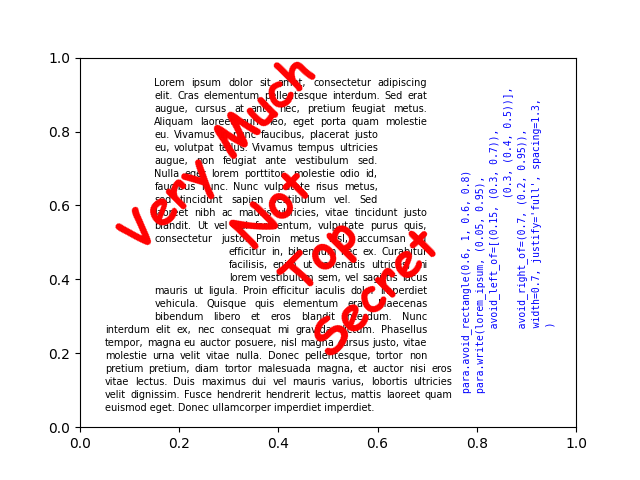 1.0
0.8
0.6
0.4
0.2
0.0
Lorem ipsum dolor sit amet, consectetur adipiscing
elit. Cras elementum pellentesque interdum. Sed erat
augue, cursus at ante nec, pretium feugiat metus.
Aliquam laoreet leo, eget porta quam molestie
eu. Vivamus nunc faucibus, placerat justo
eu, volutpat tellus. Vivamus tempus ultricies
augue, non feugiat ante vestibulum sed.
Nulla eget lorem porttitor, molestie odio id,
faucibus nunc. Nunc vulputate risus metus,
sed tincidunt sapien vestibulum vel. Sed
laoreet nibh ac mauris ultricies, vitae tincidunt justo
blandit. Ut vel fermentum, vulputate purus quis,
consectetur justo. Proin metus nisl, accumsan
efficitur in, bibendum nec ex. Curabitur
facilisis, venenatis ultricies mi
lorem vestibulum sem, vel sagittis lacus
mauris ut ligula. Proin efficitur iaculis dolor imperdiet
vehicula. Quisque quis elementum erat. Maecenas
bibendum libero et eros blandit interdum. Nunc
interdum elit ex, nec consequat mi gravida dictum. Phasellus
tempor, magna eu auctor posuere, nisl magna cursus justo, vitae
molestie urna velit vitae nulla. Donec pellentesque, tortor non
pretium pretium, diam tortor malesuada magna, et auctor nisi eros
vitae lectus. Duis maximus dui vel mauris varius, lobortis ultricies
velit dignissim. Fusce hendrerit hendrerit lectus, mattis laoreet quam
euismod eget. Donec ullamcorper imperdiet imperdiet.
Very Much
Not
Top
Secret
para.avoid_rectangle(0.6, 1, 0.6, 0.8)
para.write(lorem_ipsum, (0.05, 0.95),
avoid_left_of=[(0.15, (0.3, 0.7)),
(0.3, (0.4, 0.5))],
avoid_right_of=(0.7, (0.2, 0.95)),
width=0.7, justify='full', spacing=1.3,
)
0.0 0.2 0.4 0.6 0.8 1.0